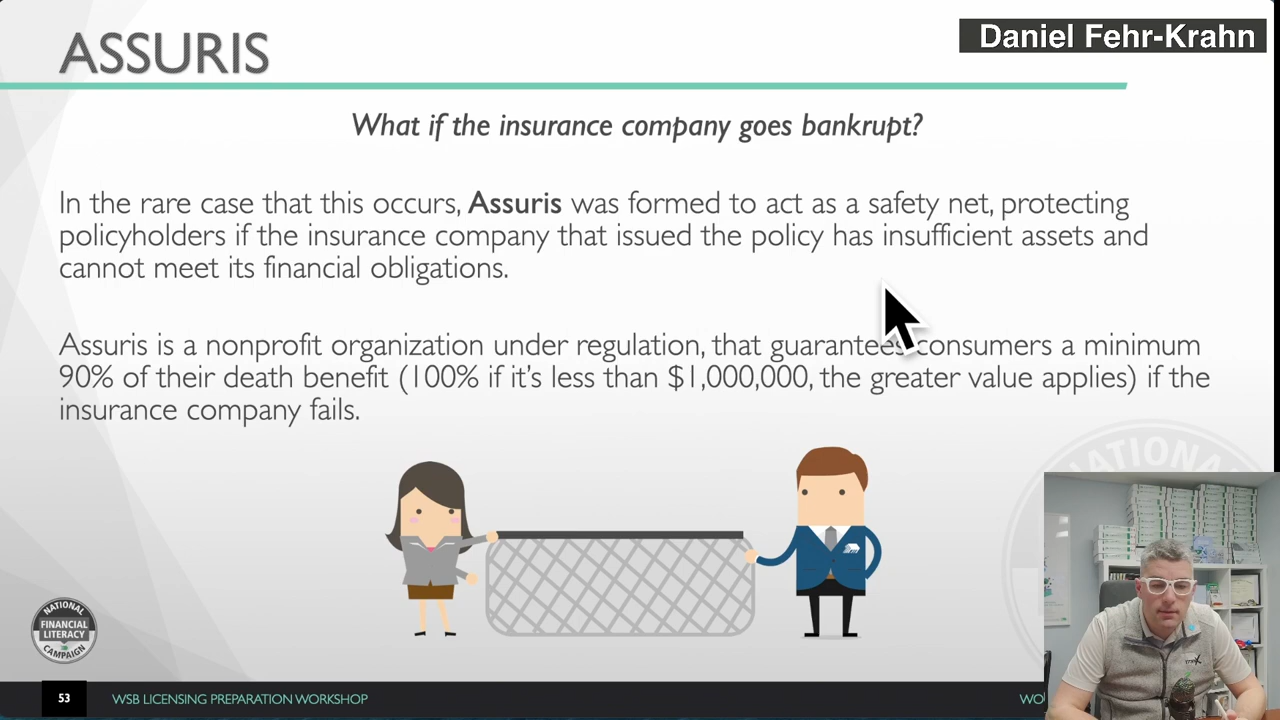 ASSURIS
Daniel Fehr-Krahn
What if the insurance company goes bankrupt?
In the rare case that this occurs, Assuris was formed to act as a safety net, protecting
policyholders if the insurance company that issued the policy has insufficient assets and
cannot meet its financial obligations.
Assuris is a nonprofit organization under regulation, that guarantees consumers a minimum
90% of their death benefit (100% if it's less than $1,000,000, the greater value applies) if the
insurance company fails.
NATIONAL
NATIONAL
FINANCIAL
LITERACY
CAMPAIGN
53
WSB LICENSING PREPARATION WORKSHOP
WO